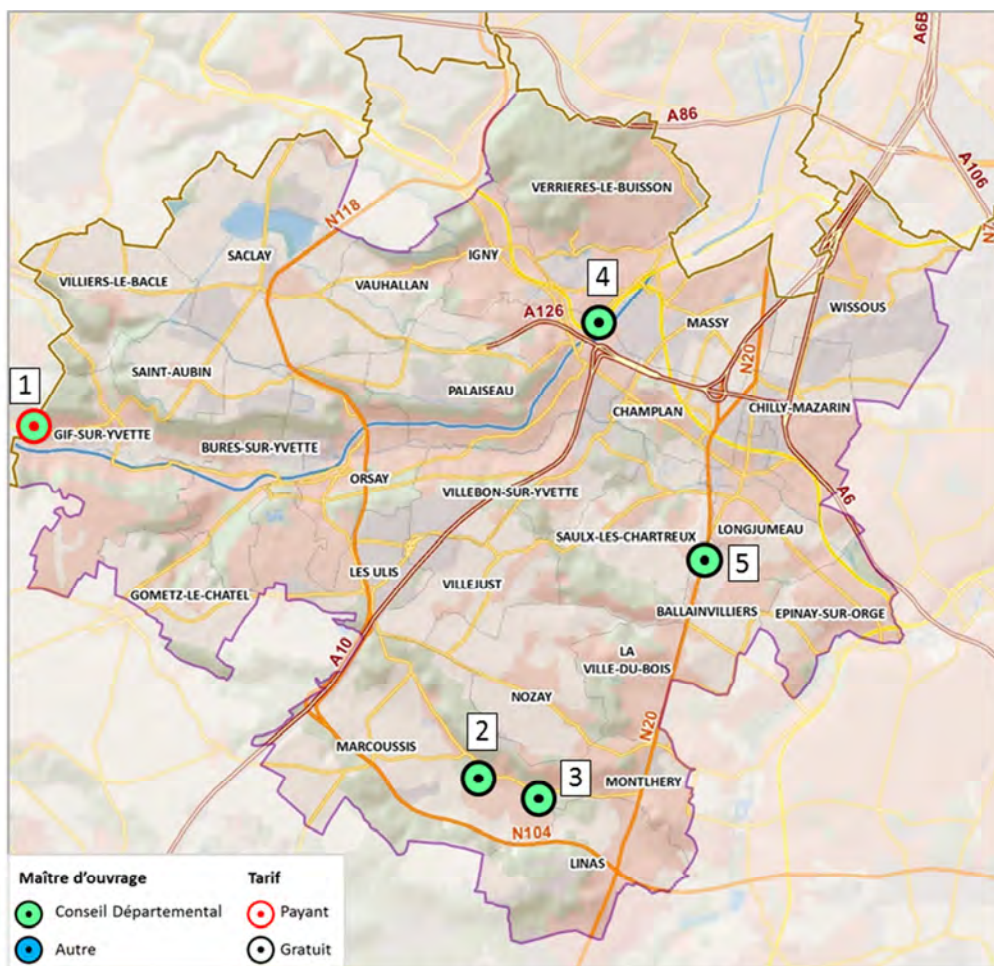 A6B
A86
A106
N7
VERRIERES-LE-BUISSON
N118
SACLAY
IGNY
VILLIERS-LE-BACLE
VAUHALLAN
4
WISSOUS
A126
MASSY
N20
SAINT-AUBIN
1
PALAISEAU
CHAMPLAN
CHILLY-MAZARIN
GIF-SUR-YVETTE
BURES-SUR-YVETTE
ORSAY
VILLEBON-SUR-YVETTE
A6
SAULX-LES-CHARTREUX
LONGJUMEAU
LES ULIS
VILLEJUST
5
GOMETZ-LE-CHATEL
BALLAINVILLIERS
EPINAY-SUR-ORGE
A10
LA
VILLE-DU-BOIS
NOZAY
N20
MARCOUSSIS
2
3
MONTLHERY
N104
LINAS
Maître d'ouvrage
Tarif
Conseil Départemental
Payant
Autre
Gratuit